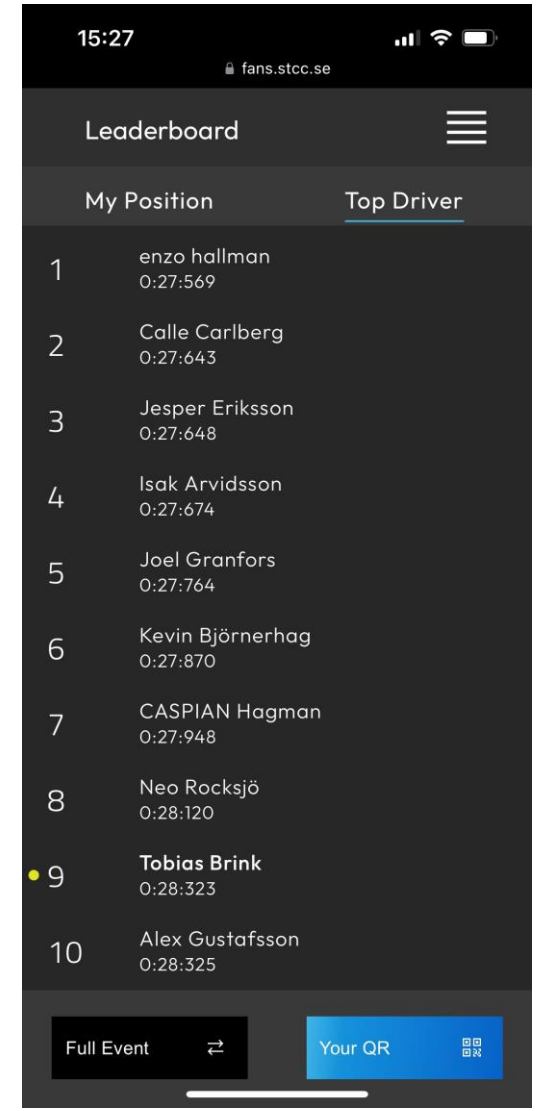 15:27
fans.stcc.se
Leaderboard
My Position Top Driver
1 enzo hallman
0:27:569
2 Calle Carlberg
0:27:643
3 Jesper Eriksson
0:27:648
4 Isak Arvidsson
0:27:674
5 Joel Granfors
0:27:764
6 Kevin Björnerhag
0:27:870
7 CASPIAN Hagman
0:27:948
8 Neo Rocksjö
0:28:120
9 Tobias Brink
0:28:323
10 Alex Gustafsson
0:28:325
Full Event Your QR